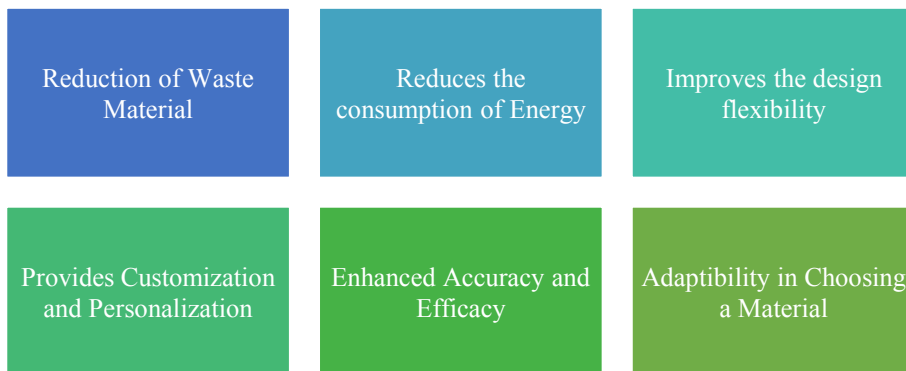 Reduction of Waste
Material
Reduces the
consumption of Energy
Improves the design
flexibility
Provides Customization
and Personalization
Enhanced Accuracy and
Efficacy
Adaptibility in Choosing
a Material